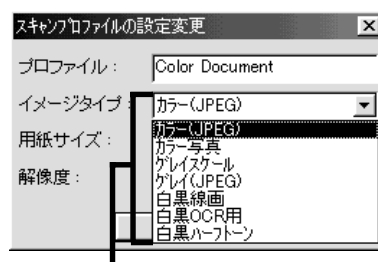 スキャンプロファイルの設定変更
プロファイル： Color Document
イメージタイプ： カラー(JPEG)
カラー(JPEG)
用紙サイズ： カラー写真
グレイスケール
解像度： グレイ(JPEG)
白黒線画
白黒OCR用
白黒ハーフトーン